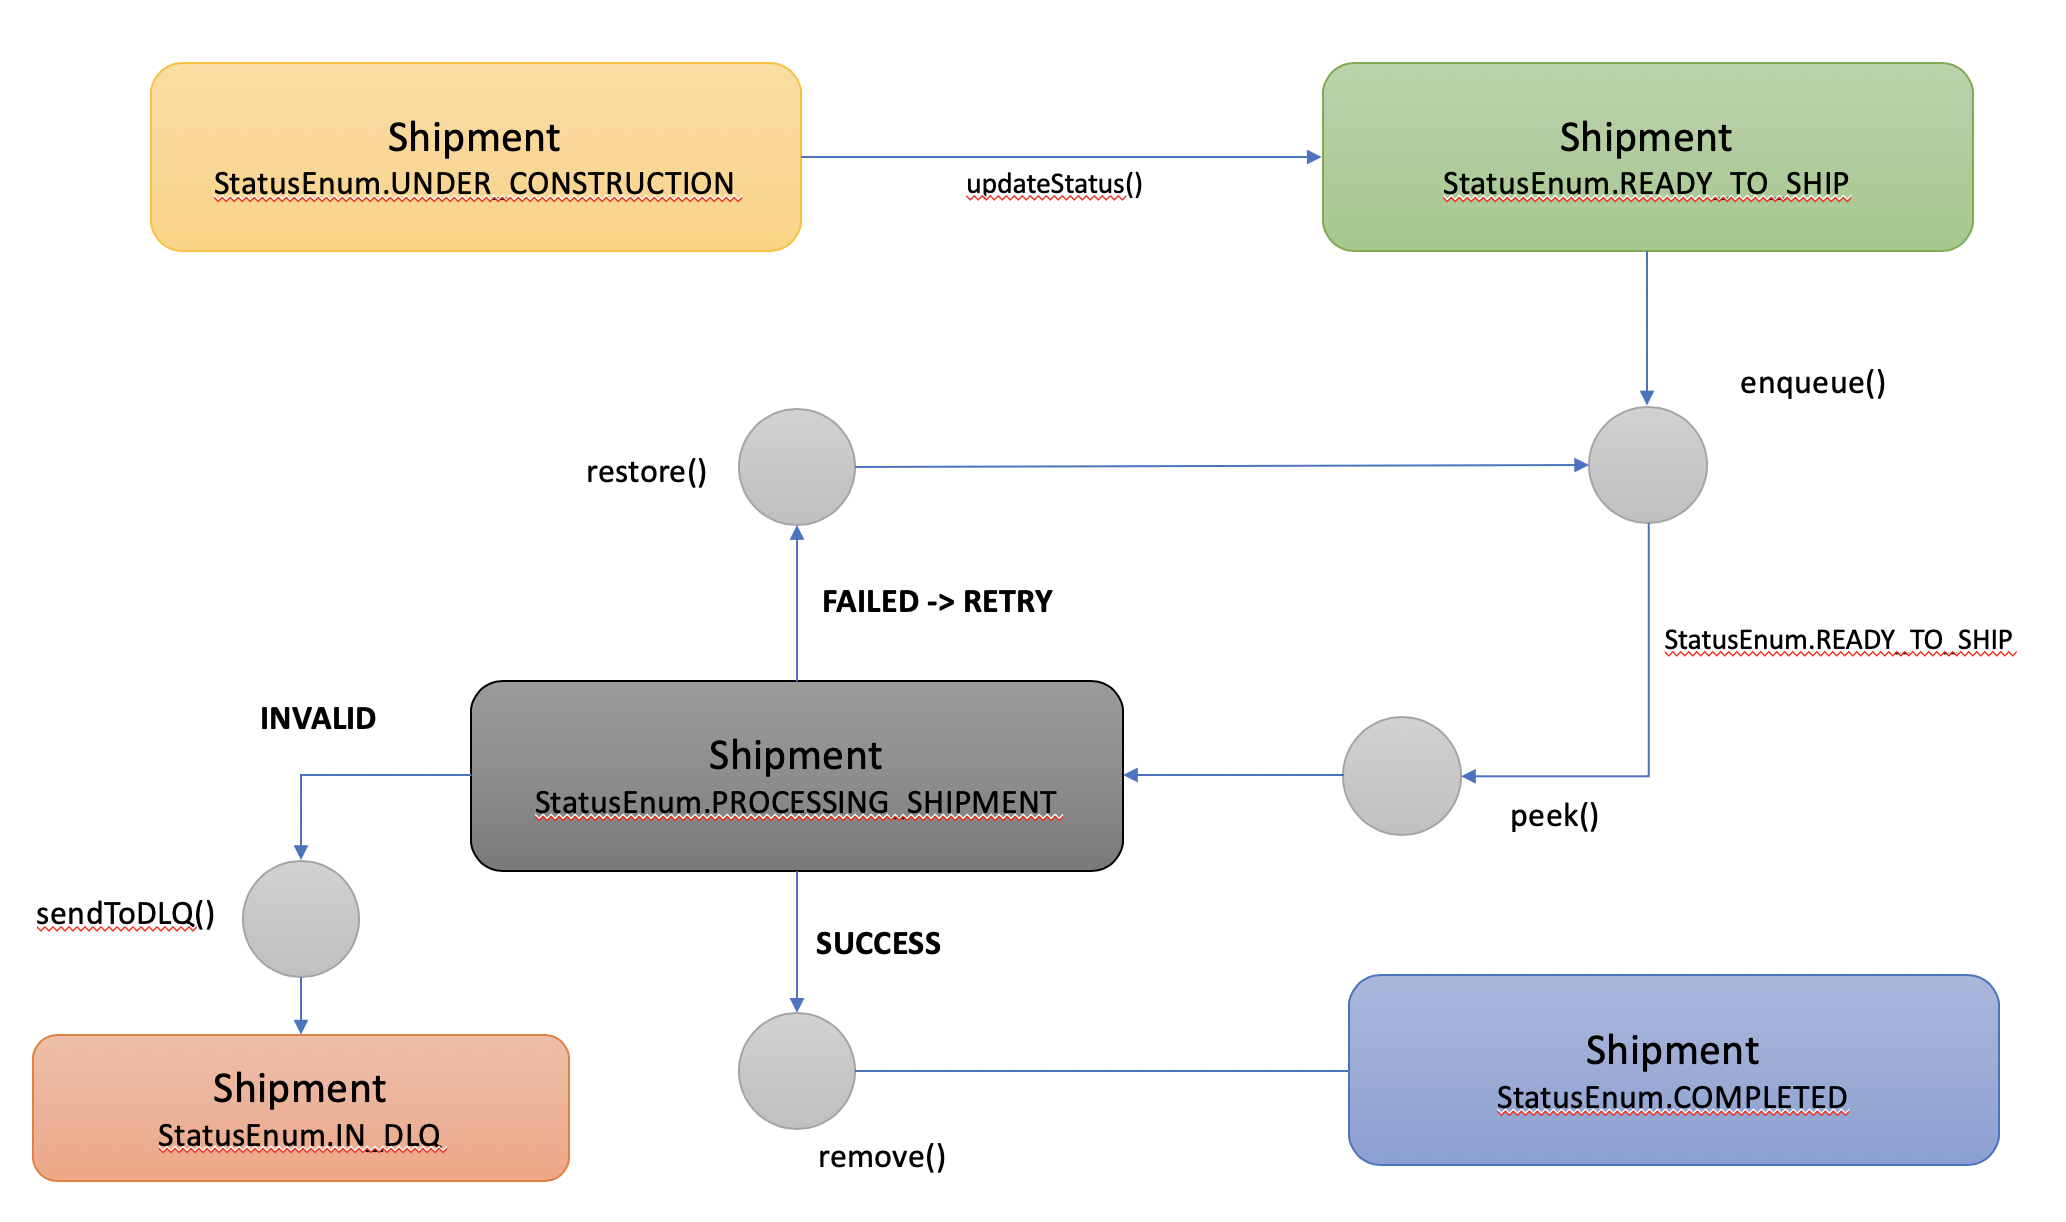 Shipment
StatusEnum.UNDER_CONSTRUCTION
updateStatus()
Shipment
StatusEnum.READY_TO_SHIP
enqueue()
restore()
FAILED -> RETRY
StatusEnum.READY_TO_SHIP
INVALID
Shipment
StatusEnum.PROCESSING_SHIPMENT
peek()
sendToDLQ()
SUCCESS
Shipment
StatusEnum.COMPLETED
Shipment
StatusEnum.IN_DLQ
remove()